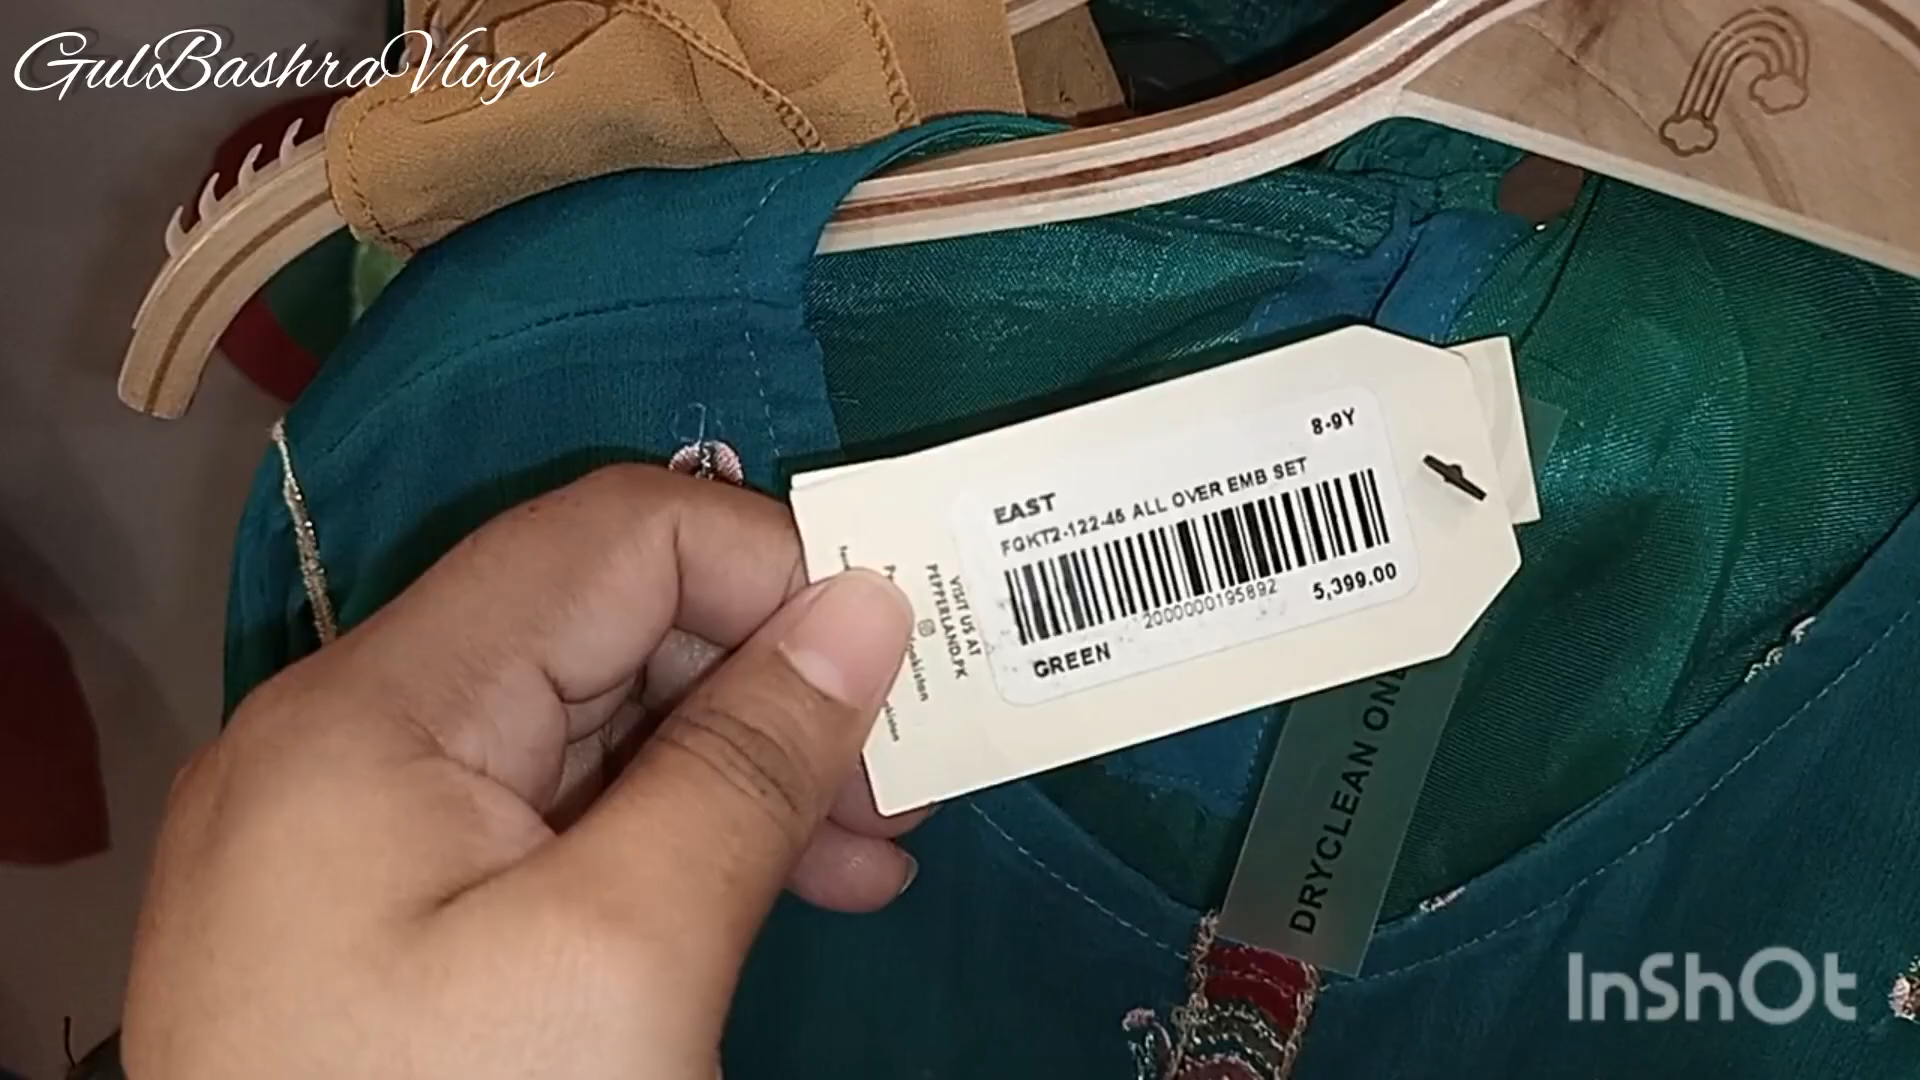 GulBashraVlogs
8-9Y
EAST
FGKT2-122-45 ALL OVER EMB SET
2000000195892
5,399.00
GREEN
VISIT US AT
PEPPERLAND.PK
DRYCLEAN ONL
InShOt